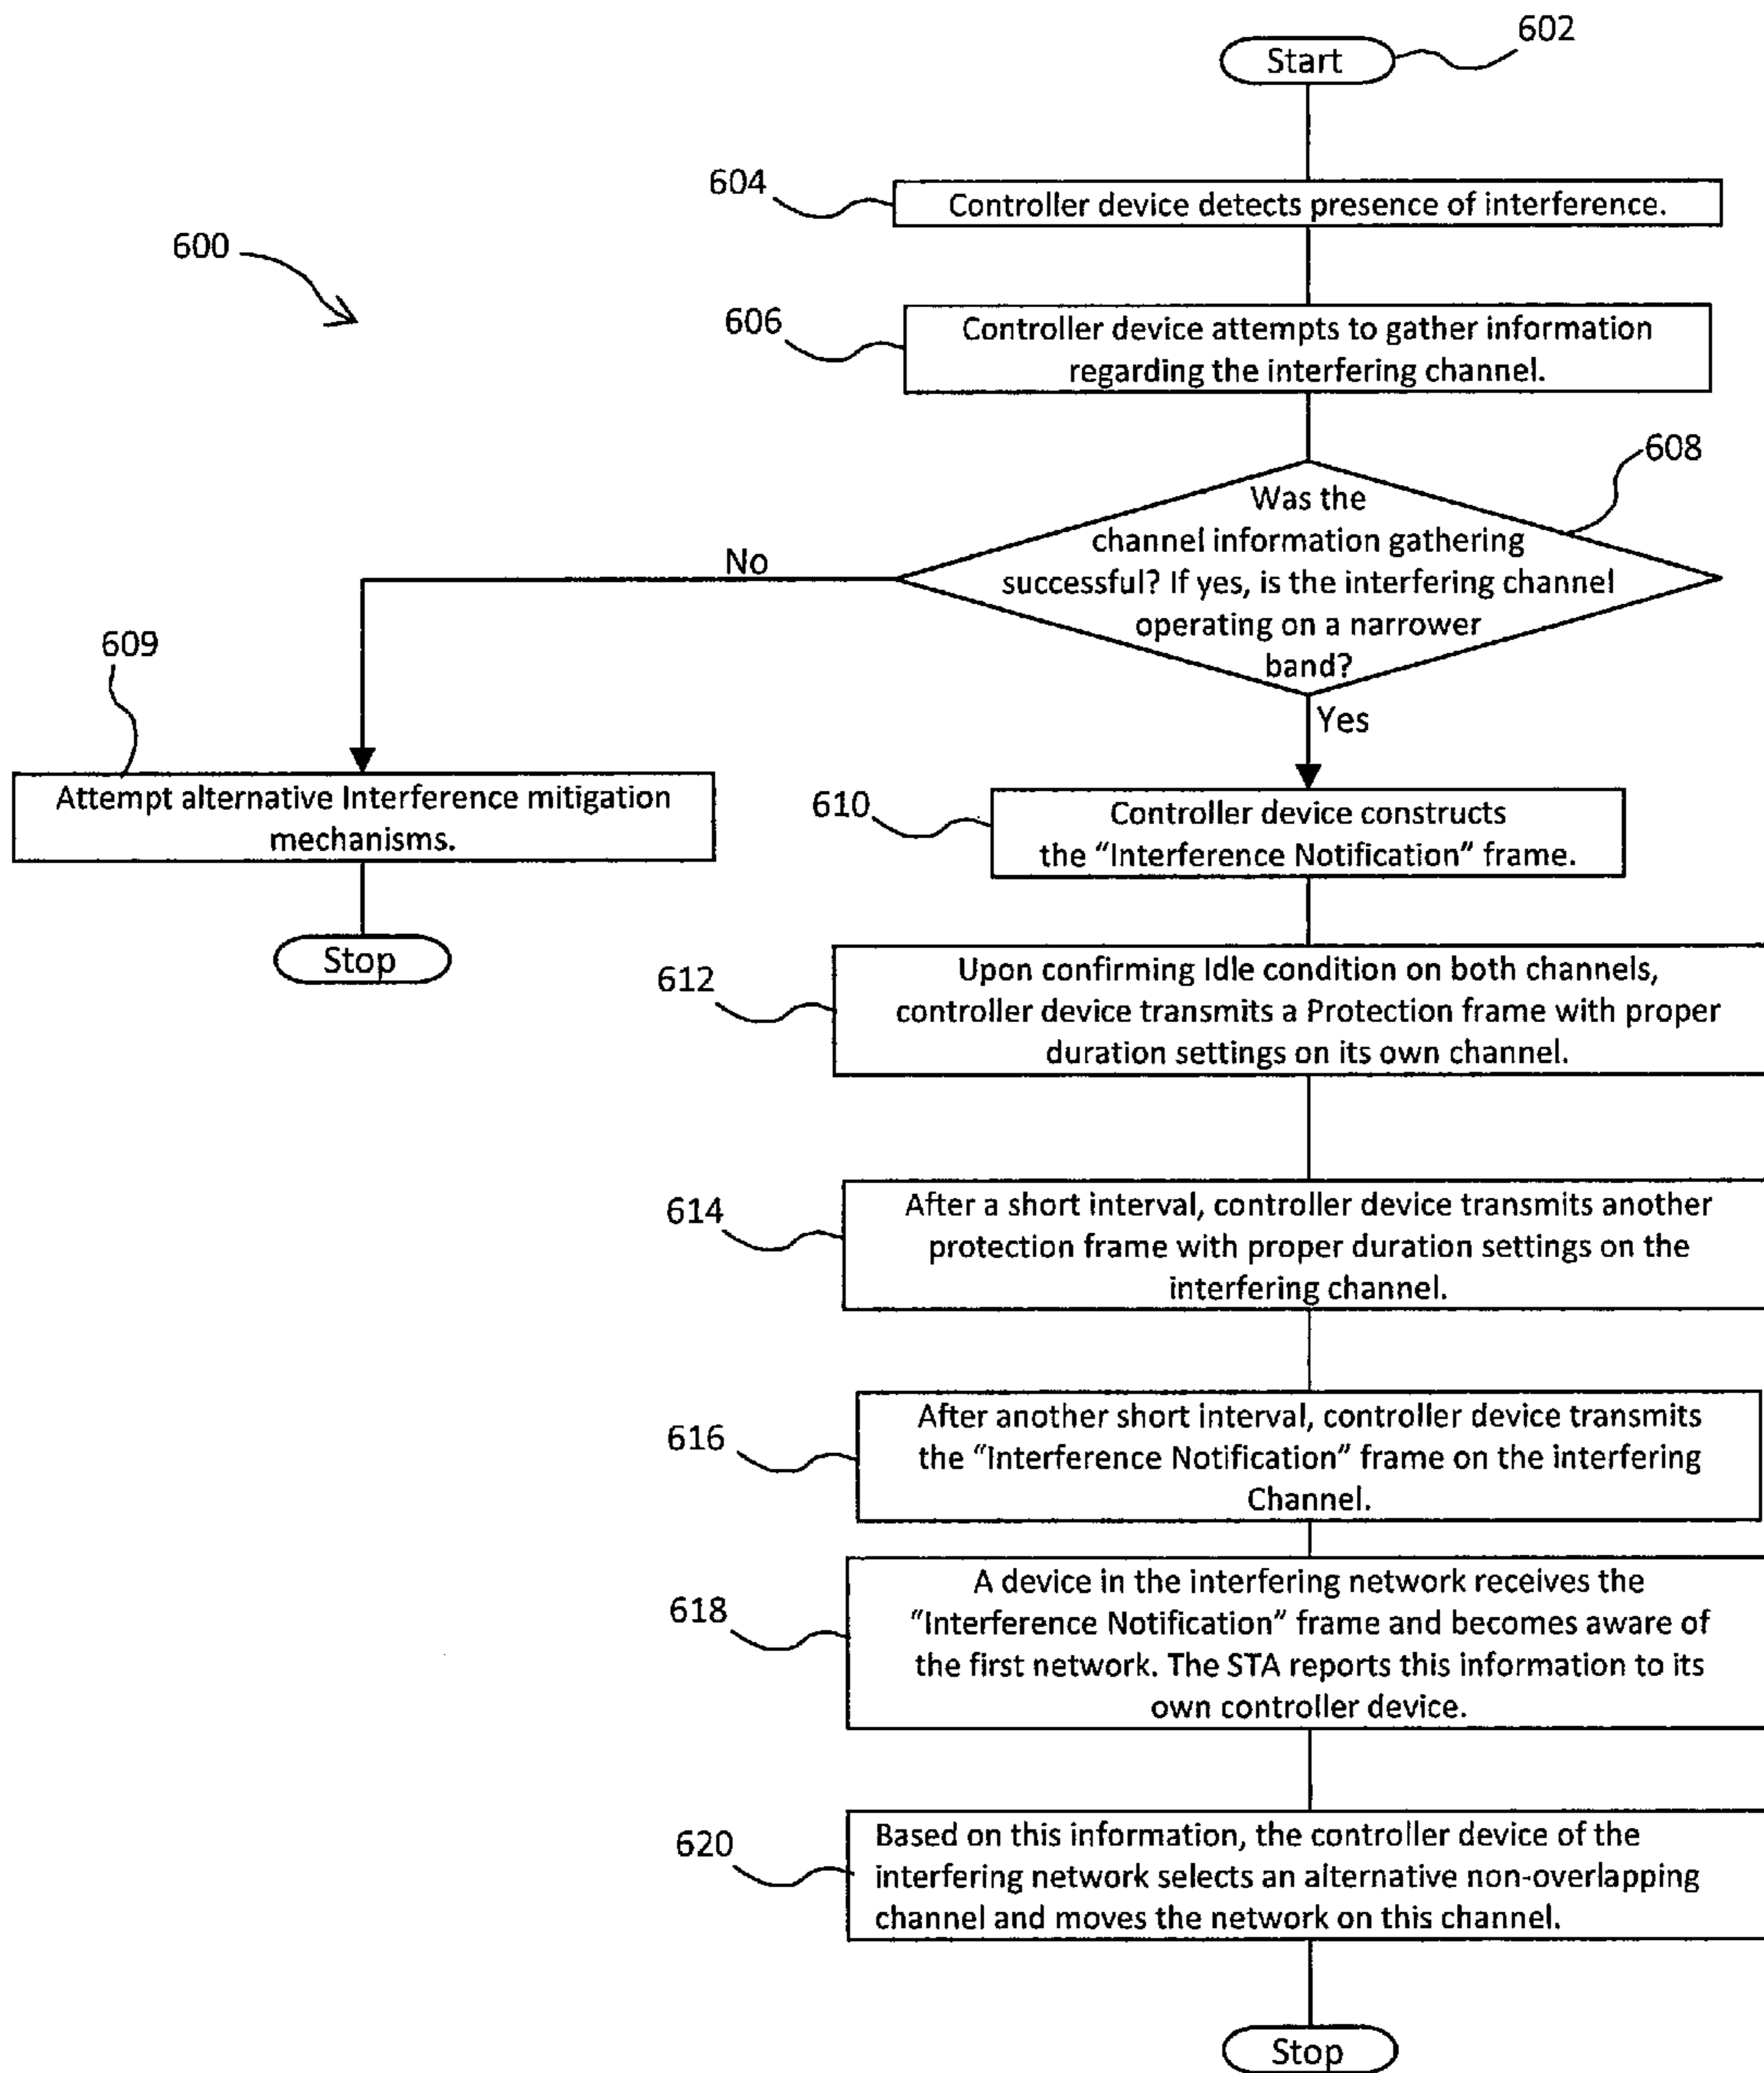 602
Start
604
Controller device detects presence of interference.
600
606
Controller device attempts to gather information
regarding the interfering channel.
608
Was the
channel information gathering
successful? If yes, is the interfering channel
operating on a narrower
band?
No
Yes
609
Attempt alternative Interference mitigation
mechanisms.
Stop
610
Controller device constructs
the “Interference Notification” frame.
612
Upon confirming Idle condition on both channels,
controller device transmits a Protection frame with proper
duration settings on its own channel.
614
After a short interval, controller device transmits another
protection frame with proper duration settings on the
interfering channel.
616
After another short interval, controller device transmits
the “Interference Notification” frame on the interfering
Channel.
618
A device in the interfering network receives the
“Interference Notification” frame and becomes aware of
the first network. The STA reports this information to its
own controller device.
620
Based on this information, the controller device of the
interfering network selects an alternative non-overlapping
channel and moves the network on this channel.
Stop